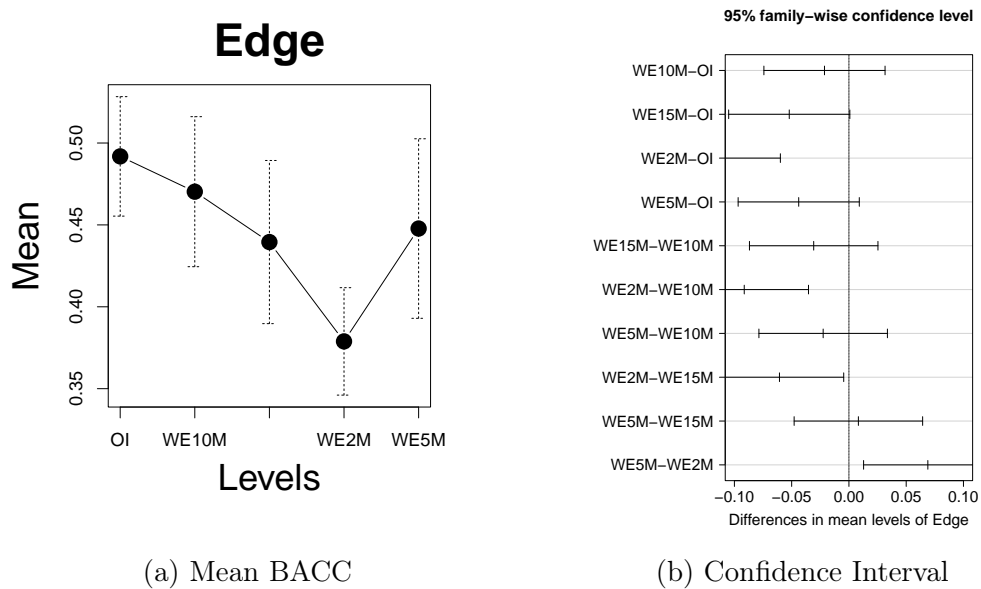 Edge
Mean
0.50
0.45
0.40
0.35
OI WE10M WE2M WE5M
Levels
(a) Mean BACC
95% family−wise confidence level
WE10M−OI
WE15M−OI
WE2M−OI
WE5M−OI
WE15M−WE10M
WE2M−WE10M
WE5M−WE10M
WE2M−WE15M
WE5M−WE15M
WE5M−WE2M
−0.10 −0.05 0.00 0.05 0.10
Differences in mean levels of Edge
(b) Confidence Interval